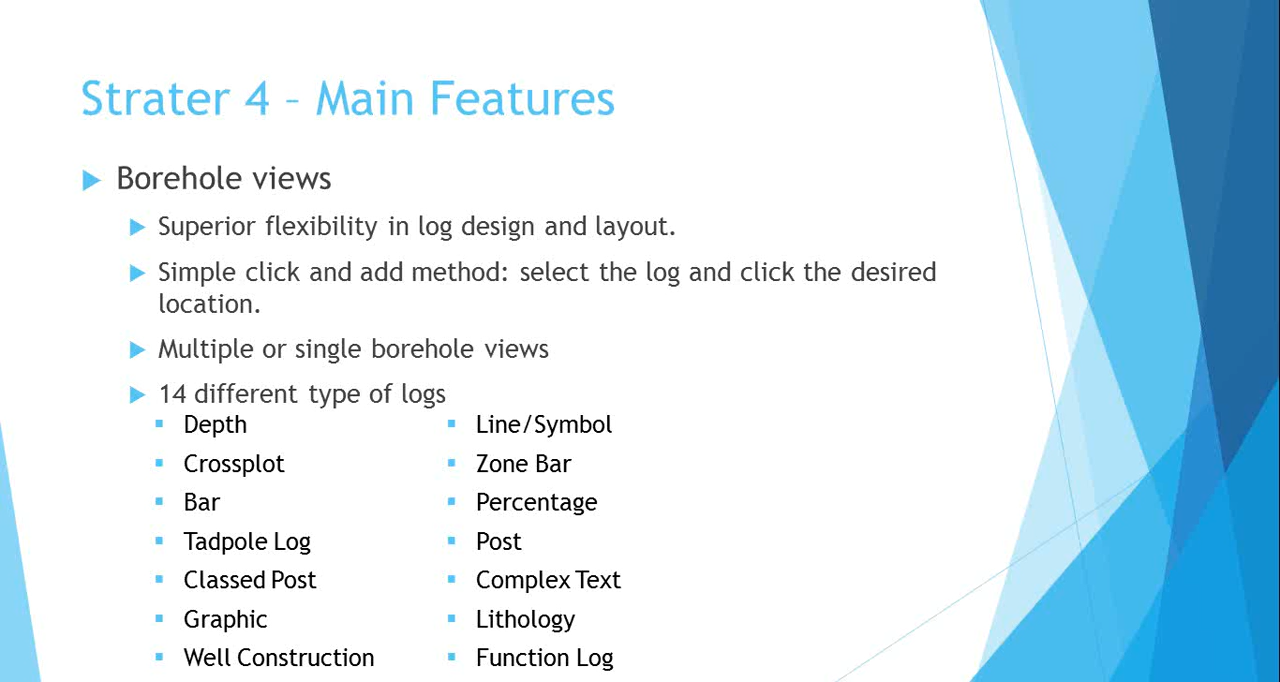 Strater 4 – Main Features
Borehole views
Superior flexibility in log design and layout.
Simple click and add method: select the log and click the desired
location.
Multiple or single borehole views
14 different type of logs
Depth
Crossplot
Bar
Tadpole Log
Classed Post
Graphic
Well Construction
Line/Symbol
Zone Bar
Percentage
Post
Complex Text
Lithology
Function Log